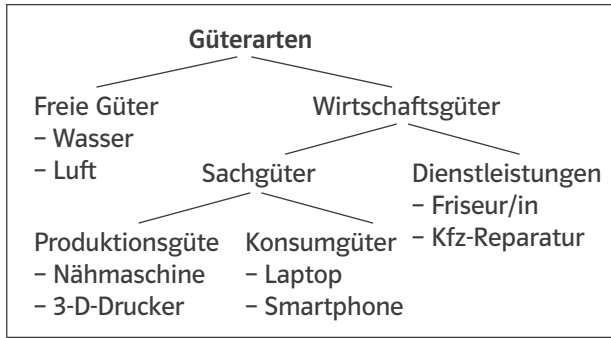 Güterarten
Freie Güter
– Wasser
– Luft
Wirtschaftsgüter
Sachgüter
Dienstleistungen
– Friseur/in
– Kfz-Reparatur
Produktionsgüte
– Nähmaschine
– 3-D-Drucker
Konsumgüter
– Laptop
– Smartphone